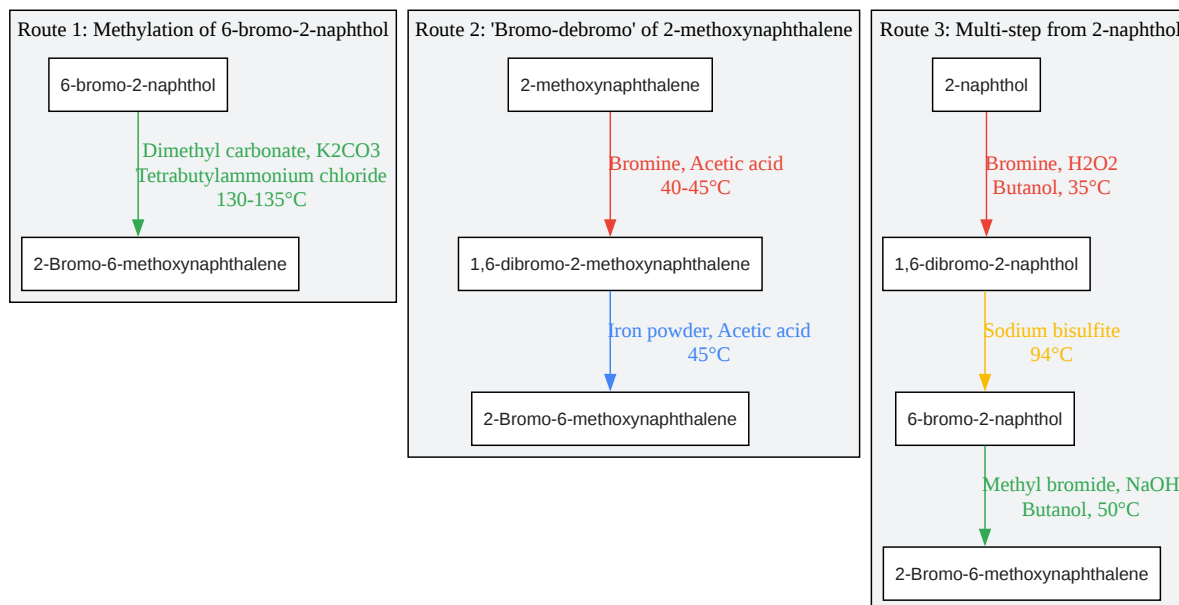 Route 1: Methylation of 6-bromo-2-naphthol
6-bromo-2-naphthol
Dimethyl carbonate, K2CO3
Tetrabutylammonium chloride
130-135°C
2-Bromo-6-methoxynaphthalene
Route 2: 'Bromo-debromo' of 2-methoxynaphthalene
2-methoxynaphthalene
Bromine, Acetic acid
40-45°C
1,6-dibromo-2-methoxynaphthalene
Iron powder, Acetic acid
45°C
2-Bromo-6-methoxynaphthalene
Route 3: Multi-step from 2-naphthol
2-naphthol
Bromine, H2O2
Butanol, 35°C
1,6-dibromo-2-naphthol
Sodium bisulfite
94°C
6-bromo-2-naphthol
Methyl bromide, NaOH
Butanol, 50°C
2-Bromo-6-methoxynaphthalene